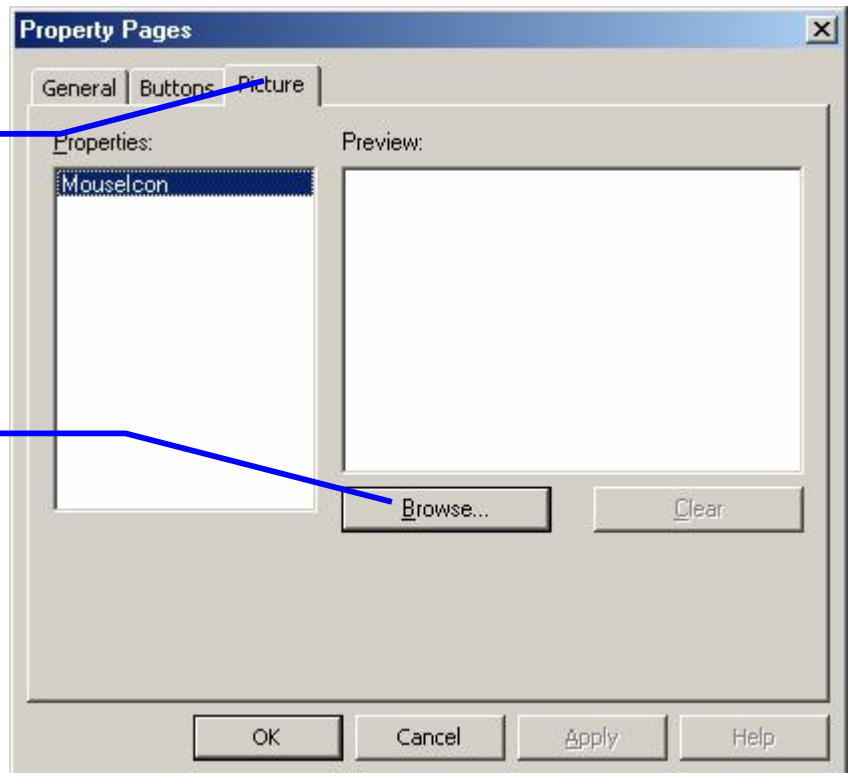 Property Pages
General Buttons Picture
Properties: Preview:
MouseIcon
Browse... Clear
OK Cancel Apply Help